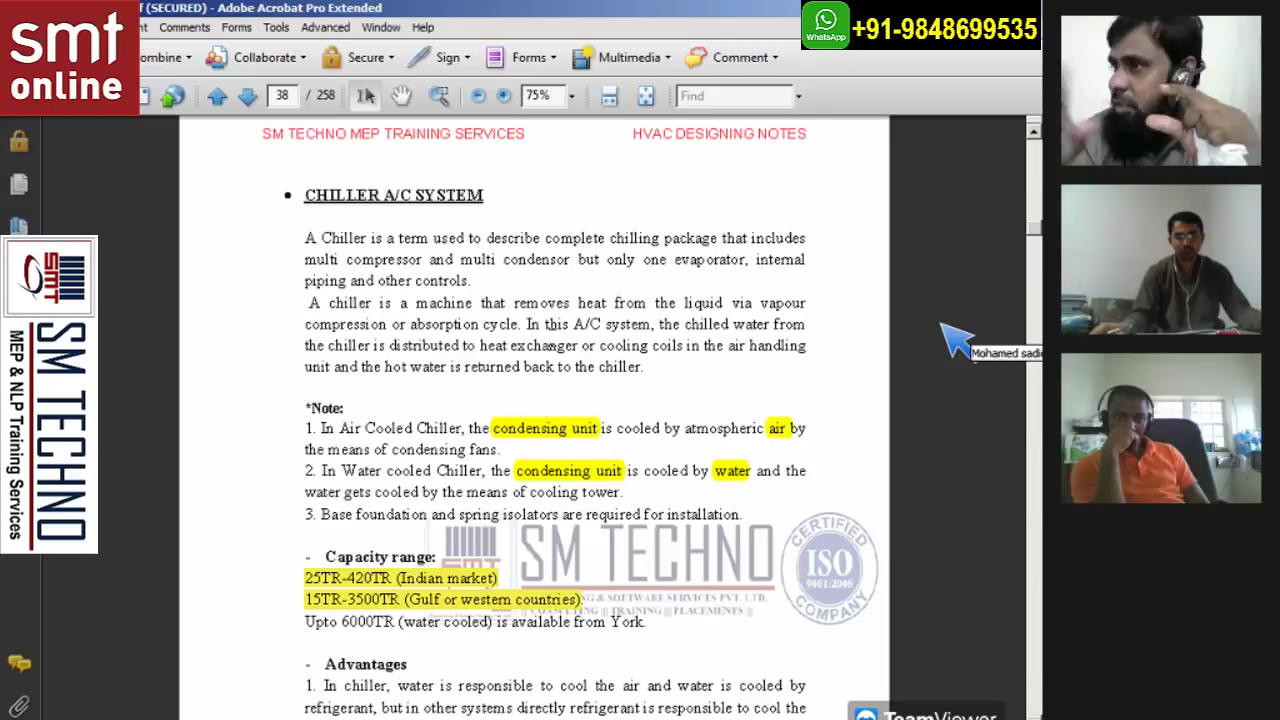 smt
online
f (SECURED) - Adobe Acrobat Pro Extended
WhatsApp
+91-9848699535
Comments Forms Tools Advanced Window Help
ombine Collaborate Secure Sign Forms Multimedia Comment
38 / 258 75% Find
SM TECHNO MEP TRAINING SERVICES HVAC DESIGNING NOTES
• CHILLER A/C SYSTEM
A Chiller is a term used to describe complete chilling package that includes
multi compressor and multi condensor but only one evaporator, internal
piping and other controls.
A chiller is a machine that removes heat from the liquid via vapour
compression or absorption cycle. In this A/C system, the chilled water from
the chiller is distributed to heat exchanger or cooling coils in the air handling
unit and the hot water is returned back to the chiller.
Mohamed sadi
*Note:
1. In Air Cooled Chiller, the condensing unit is cooled by atmospheric air by
the means of condensing fans.
2. In Water cooled Chiller, the condensing unit is cooled by water and the
water gets cooled by the means of cooling tower.
3. Base foundation and spring isolators are required for installation.
- Capacity range:
25TR-420TR (Indian market)
15TR-3500TR (Gulf or western countries)
Upto 6000TR (water cooled) is available from York.
- Advantages
1. In chiller, water is responsible to cool the air and water is cooled by
refrigerant, but in other systems directly refrigerant is responsible to cool the
SMT
SM TECHNO
MEP & NLP Training Services
SM TECHNO
& SOFTWARE SERVICES PVT. LTD.
CONSULTING ||TRAINING ||PLACEMENTS||
CERTIFIED
ISO
9001:2008
COMPANY
TeamViewer